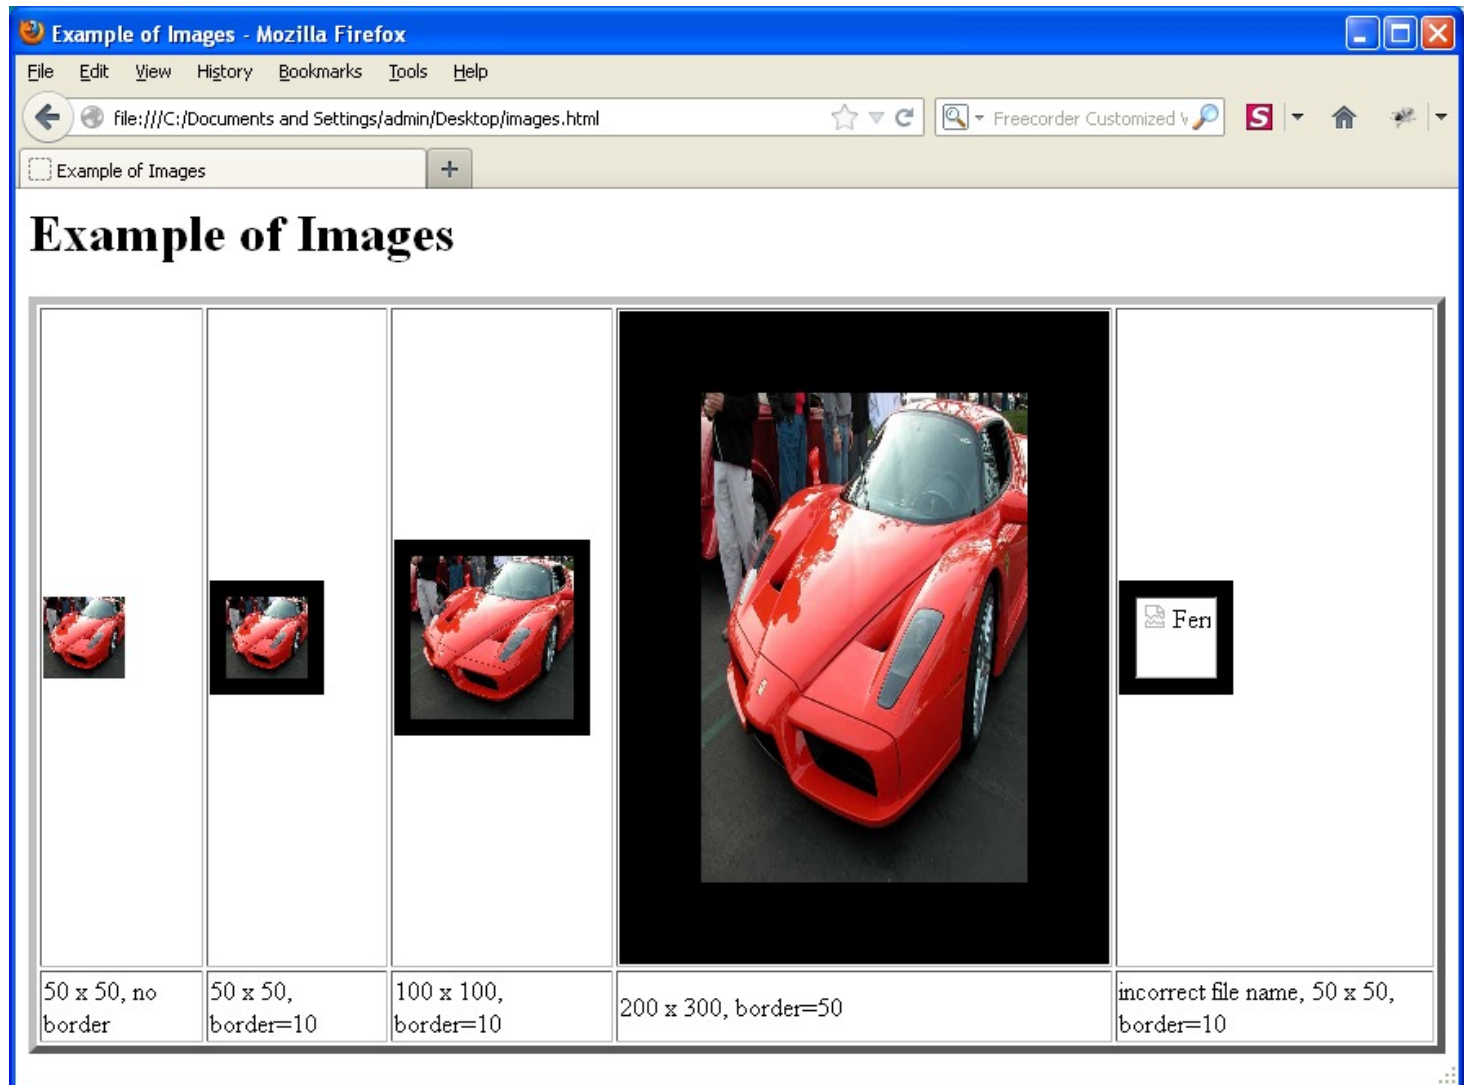 Example of Images - Mozilla Firefox
File Edit View History Bookmarks Tools Help
file:///C:/Documents and Settings/admin/Desktop/images.html
Freecorder Customized
S
Example of Images
+
Example of Images
Fer
50 x 50, no
border
50 x 50,
border=10
100 x 100,
border=10
200 x 300, border=50
incorrect file name, 50 x 50,
border=10